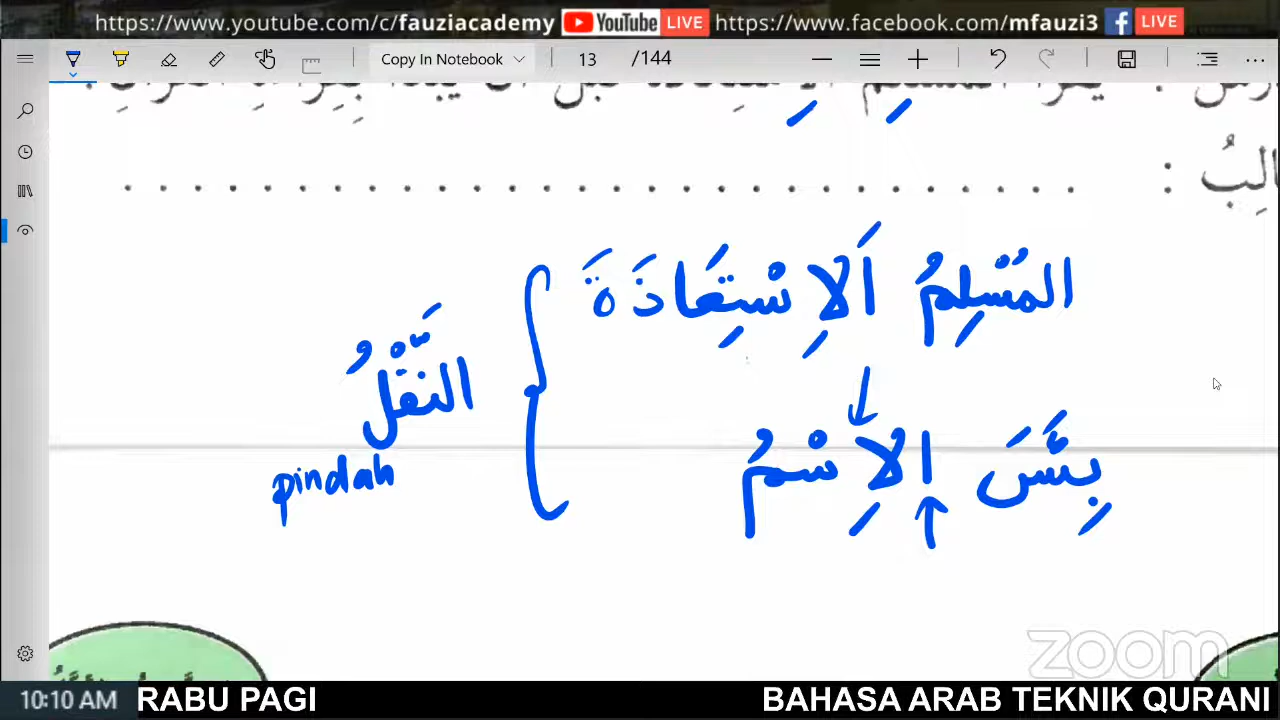 https://www.youtube.com/c/fauziacademy YouTube LIVE https://www.facebook.com/mfauzi3 f LIVE
Copy In Notebook 13 /144
. . . . . . . . . . . . . . . . . . . . . . . . . . . :
المُسْلِمُ اَلاِسْتِعَاذَةَ
النَّقْلُ
pindah
بِئْسَ الاِسْمُ
zoom
10:10 AM RABU PAGI BAHASA ARAB TEKNIK QURANI